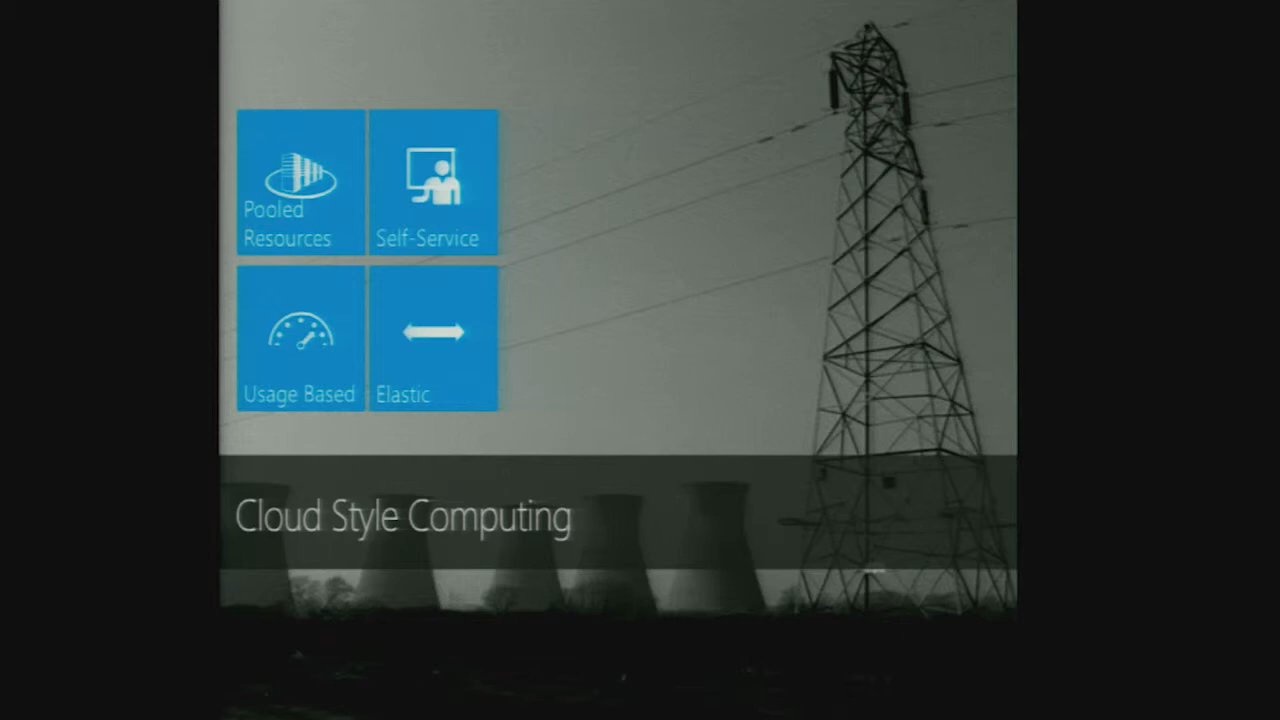 Pooled
Resources
Self-Service
Usage Based
Elastic
Cloud Style Computing